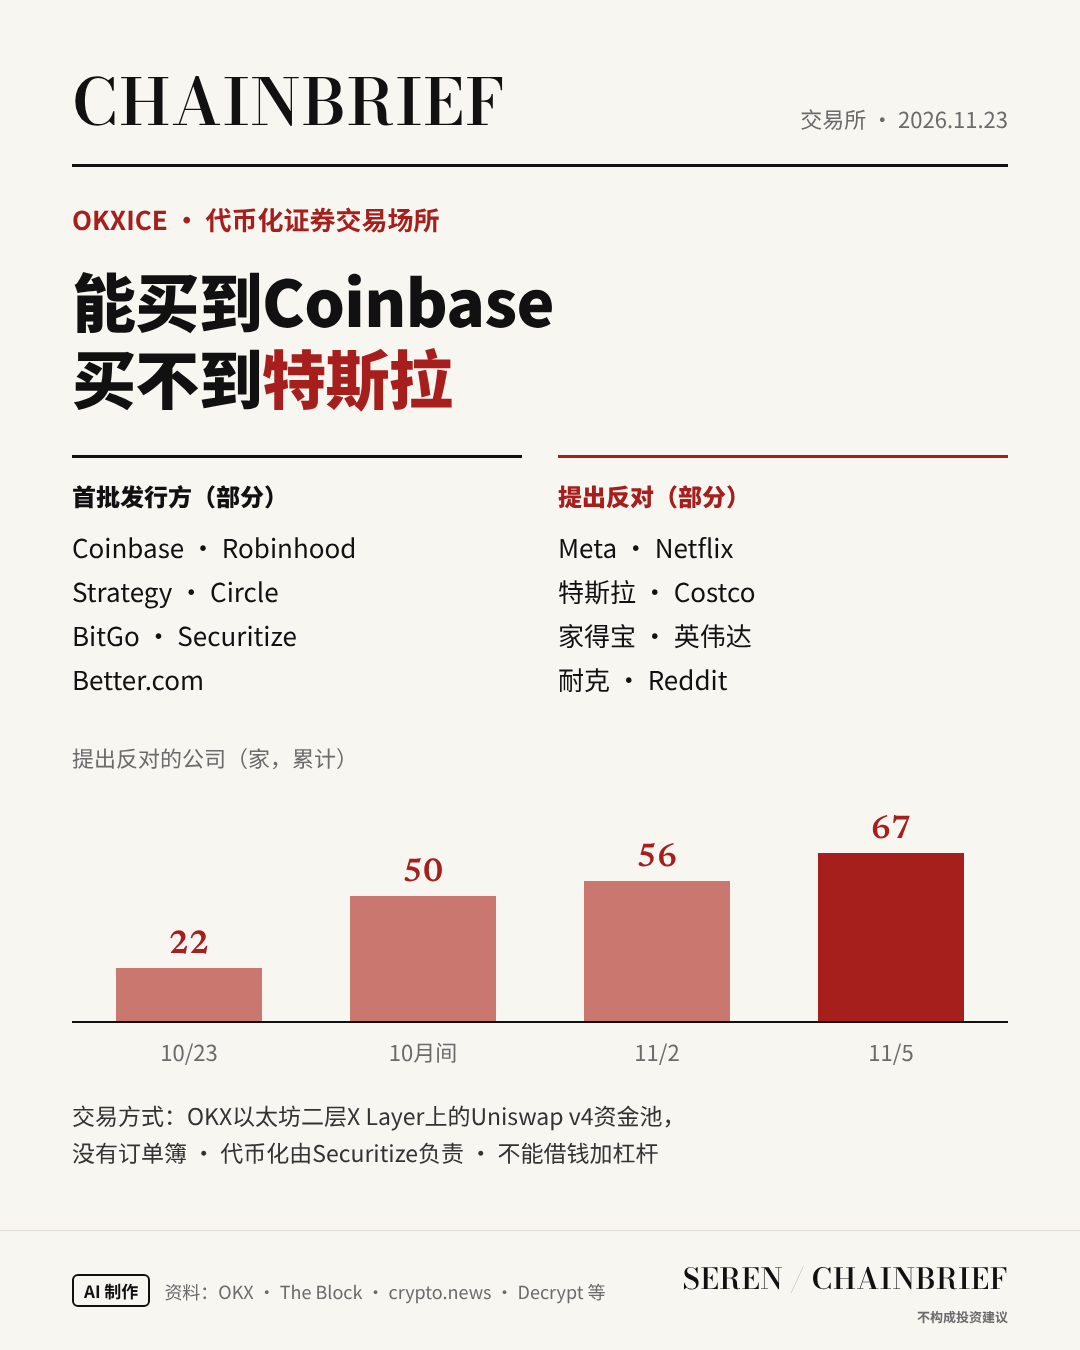 CHAINBRIEF
交易所 · 2026.11.23
OKXICE · 代币化证券交易场所
能买到Coinbase
买不到特斯拉
首批发行方（部分）
Coinbase · Robinhood
Strategy · Circle
BitGo · Securitize
Better.com
提出反对（部分）
Meta · Netflix
特斯拉 · Costco
家得宝 · 英伟达
耐克 · Reddit
提出反对的公司（家，累计）
22
50
56
67
10/23
10月间
11/2
11/5
交易方式：OKX以太坊二层X Layer上的Uniswap v4资金池，
没有订单簿 · 代币化由Securitize负责 · 不能借钱加杠杆
AI 制作
资料：OKX · The Block · crypto.news · Decrypt 等
SEREN / CHAINBRIEF
不构成投资建议